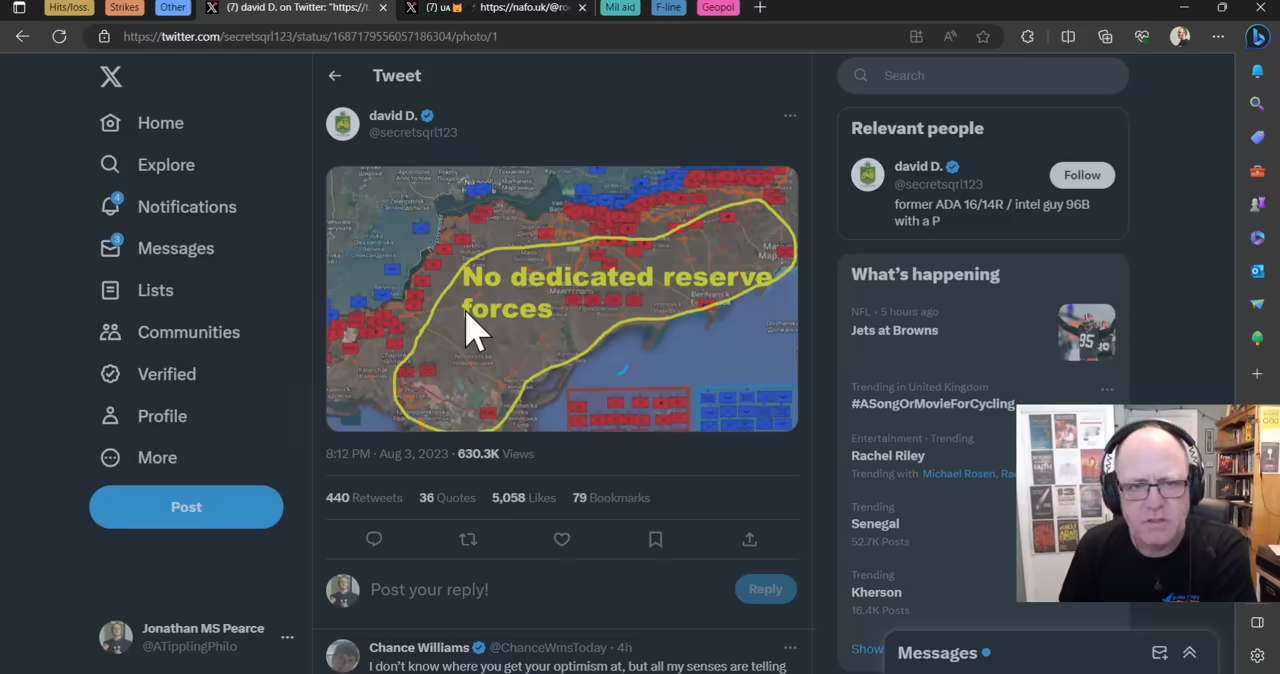 Hits/loss.
Strikes
Other
(7) david D. on Twitter: "https://t.
(7) UA
https://nafo.uk/@ro
Mil aid
F-line
Geopol
https://twitter.com/secretsqrl123/status/1687179556057186304/photo/1
Home
Explore
4
Notifications
3
Messages
Lists
Communities
Verified
Profile
More
Post
Jonathan MS Pearce
@ATipplingPhilo
Tweet
david D.
@secretsqrl123
No dedicated reserve
forces
8:12 PM · Aug 3, 2023 · 630.3K Views
440 Retweets 36 Quotes 5,058 Likes 79 Bookmarks
Post your reply!
Reply
Chance Williams @ChanceWmsToday · 4h
I don't know where you get your optimism at, but all my senses are telling
Search
Relevant people
david D.
@secretsqrl123
Follow
former ADA 16/14R / intel guy 96B
with a P
What's happening
NFL · 5 hours ago
Jets at Browns
Trending in United Kingdom
#ASongOrMovieForCycling
Entertainment · Trending
Rachel Riley
Trending with Michael Rosen, Ra
Trending
Senegal
52.7K Posts
Trending
Kherson
16.4K Posts
Show
Messages